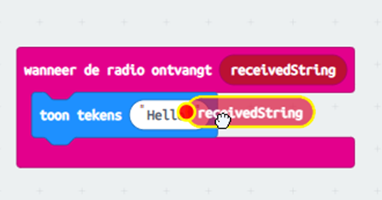 wanneer de radio ontvangt receivedString
toon tekens "Hell receivedString